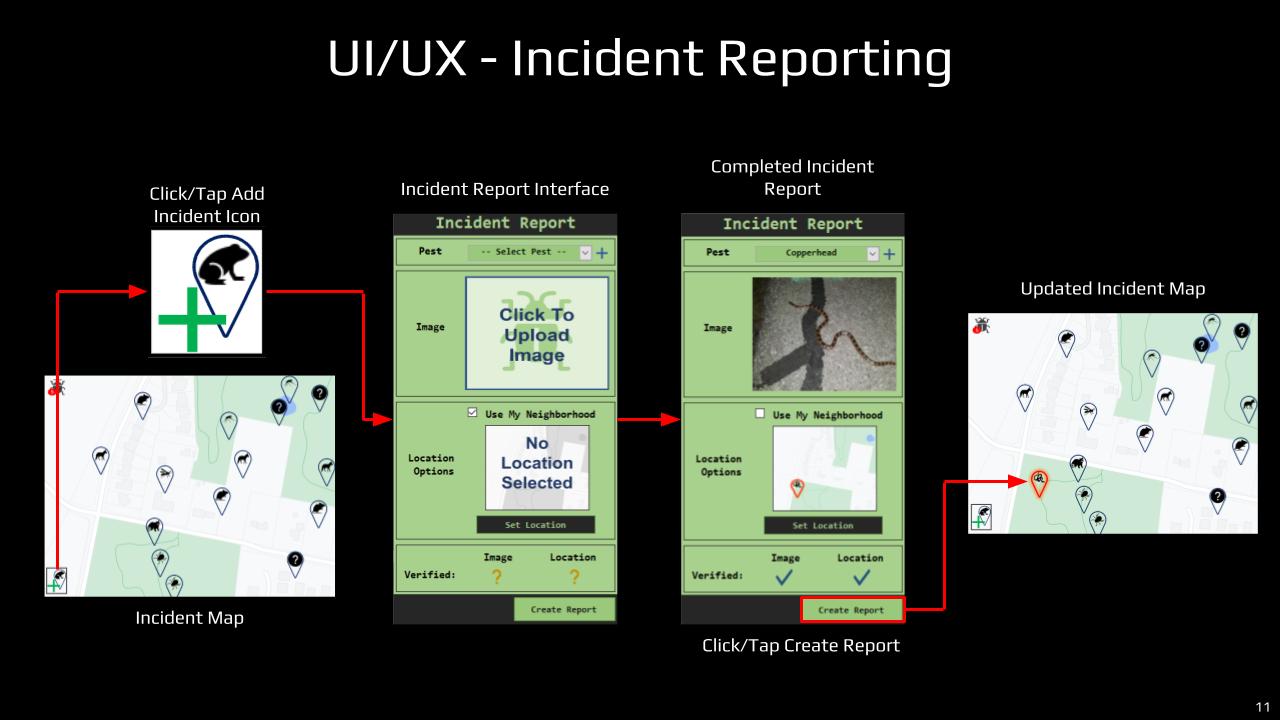 UI/UX - Incident Reporting
Click/Tap Add
Incident Icon
Incident Map
Incident Report Interface
Incident Report
Pest
-- Select Pest --
Image
Click To
Upload
Image
Use My Neighborhood
Location
Options
No
Location
Selected
Set Location
Image Location
Verified: ? ?
Create Report
Completed Incident
Report
Incident Report
Pest
Copperhead
Image
Use My Neighborhood
Location
Options
Set Location
Image Location
Verified:
Create Report
Click/Tap Create Report
Updated Incident Map
11